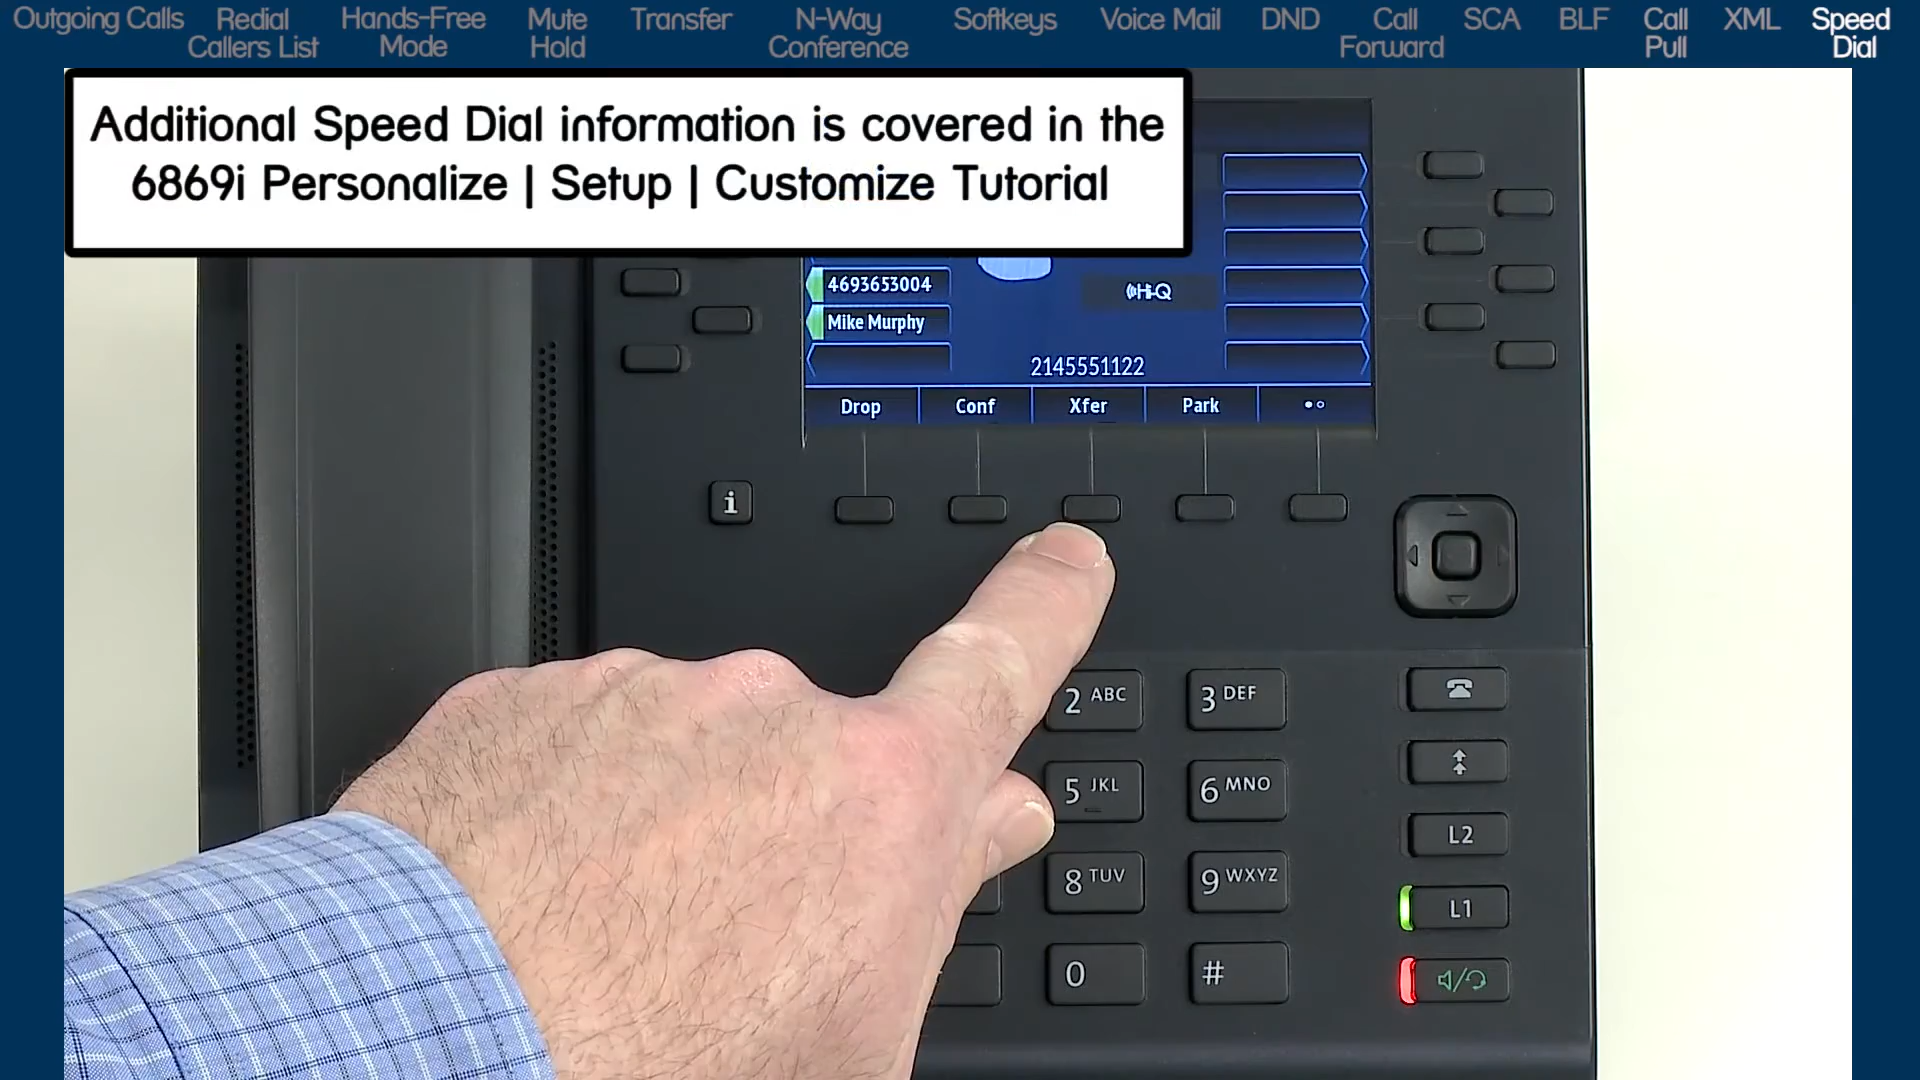 Outgoing Calls
Redial
Callers List
Hands-Free
Mode
Mute
Hold
Transfer
N-Way
Conference
Softkeys
Voice Mail
DND
Call
Forward
SCA
BLF
Call
Pull
XML
Speed
Dial
Additional Speed Dial information is covered in the
6869i Personalize | Setup | Customize Tutorial
4693653004
Mike Murphy
Hi-Q
2145551122
Drop
Conf
Xfer
Park
i
2 ABC
3 DEF
5 JKL
6 MNO
L2
8 TUV
9 WXYZ
L1
0
#